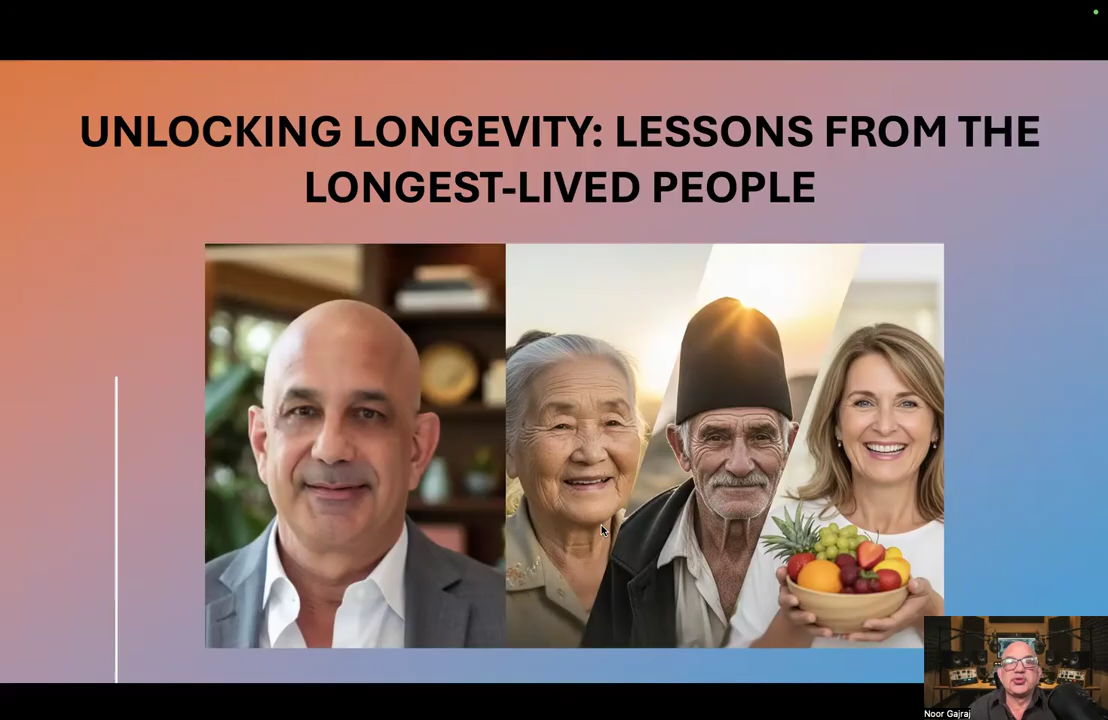 UNLOCKING LONGEVITY: LESSONS FROM THE
LONGEST-LIVED PEOPLE
Noor Gajraj